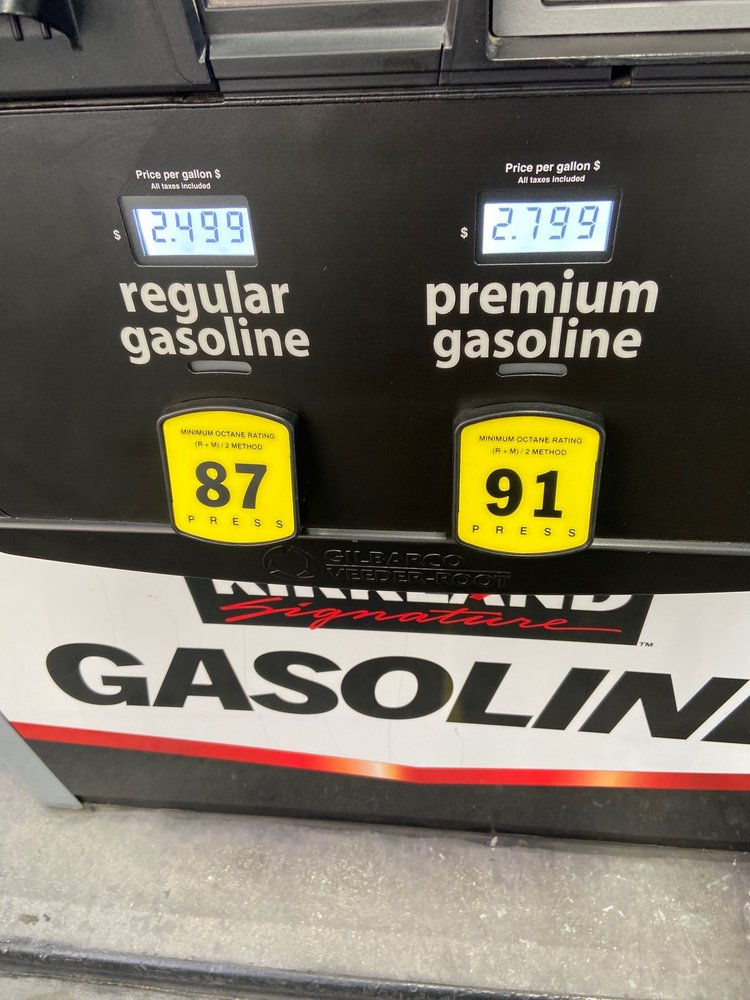 Price per gallon $
All taxes included
$ 2.499
regular
gasoline
MINIMUM OCTANE RATING
(R + M) / 2 METHOD
87
PRESS
Price per gallon $
All taxes included
$ 2.799
premium
gasoline
MINIMUM OCTANE RATING
(R + M) / 2 METHOD
91
PRESS
GILBARCO
VEEDER-ROOT
KIRKLAND
Signature
TM
GASOLIN